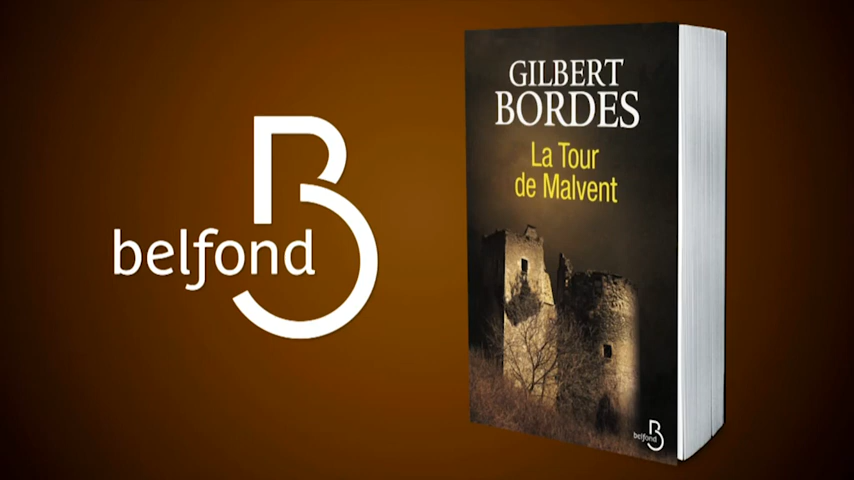 B
belfond
GILBERT
BORDES
La Tour
de Malvent
B
belfond